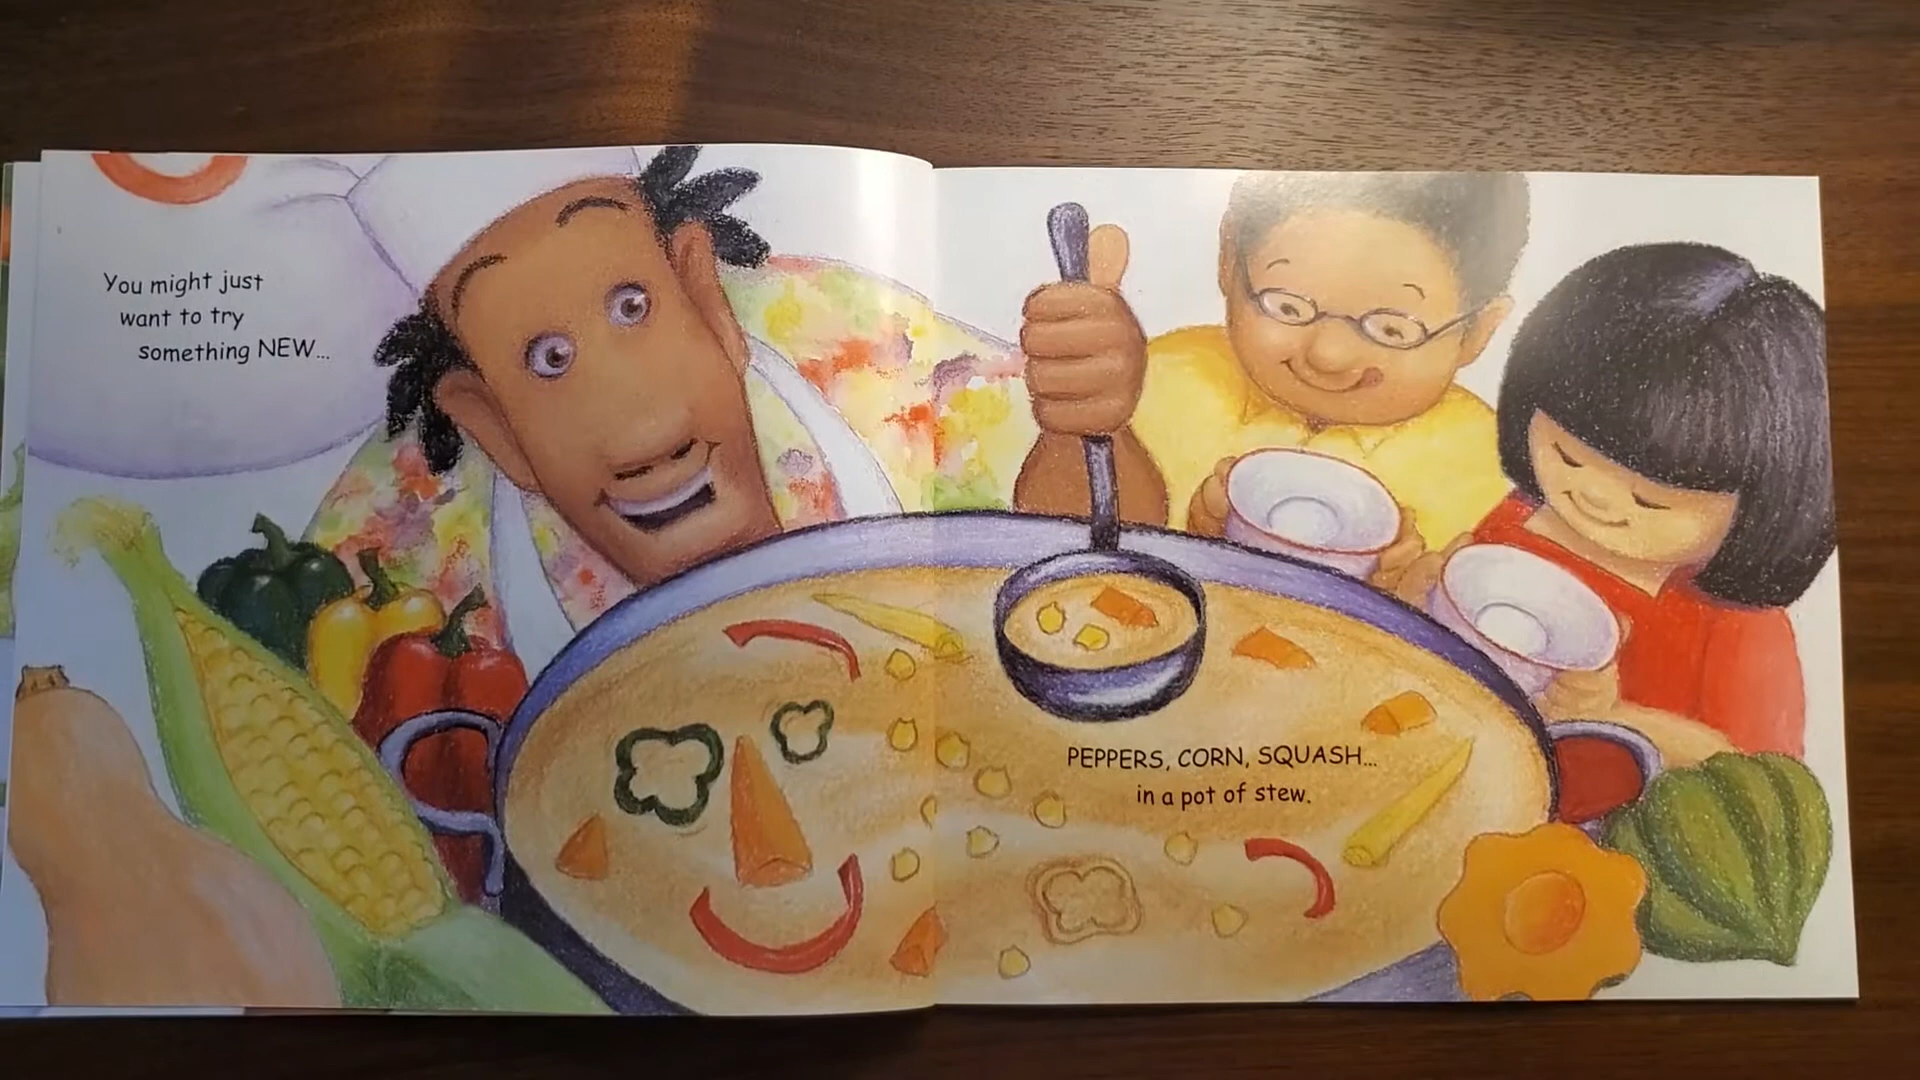 You might just
want to try
something NEW...
PEPPERS, CORN, SQUASH...
in a pot of stew.